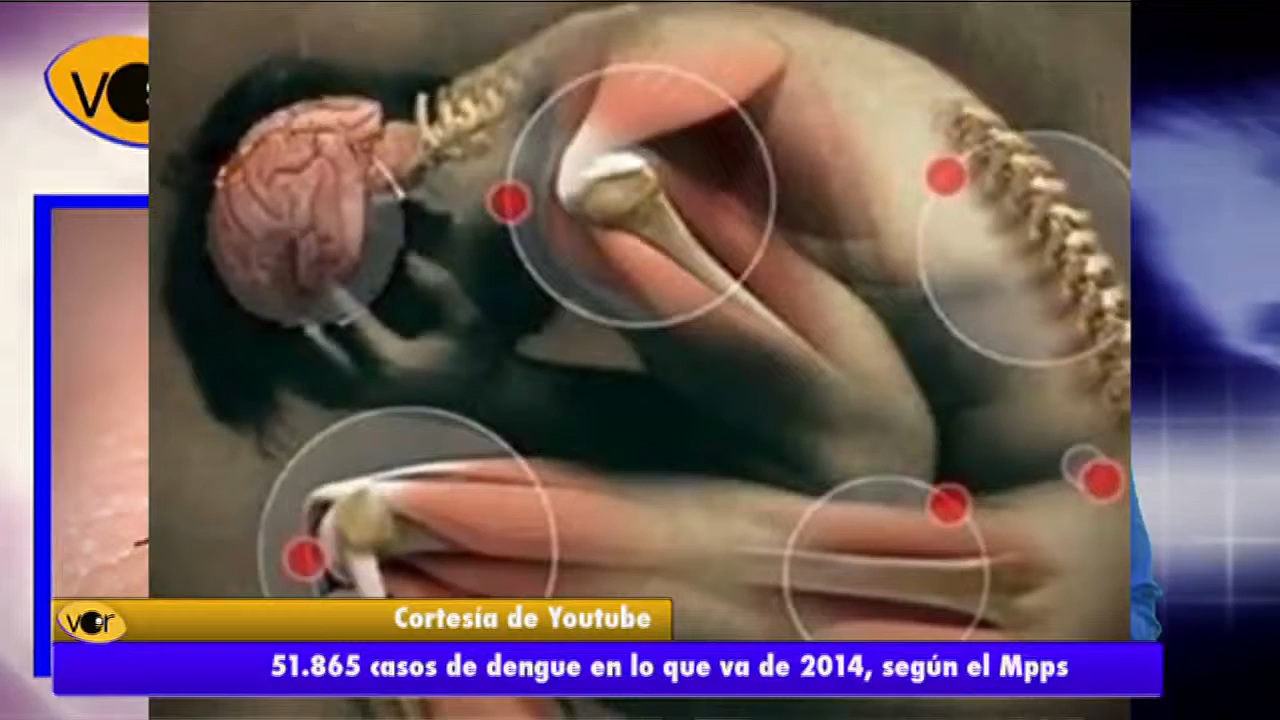 ver
Cortesía de Youtube
51.865 casos de dengue en lo que va de 2014, según el Mpps